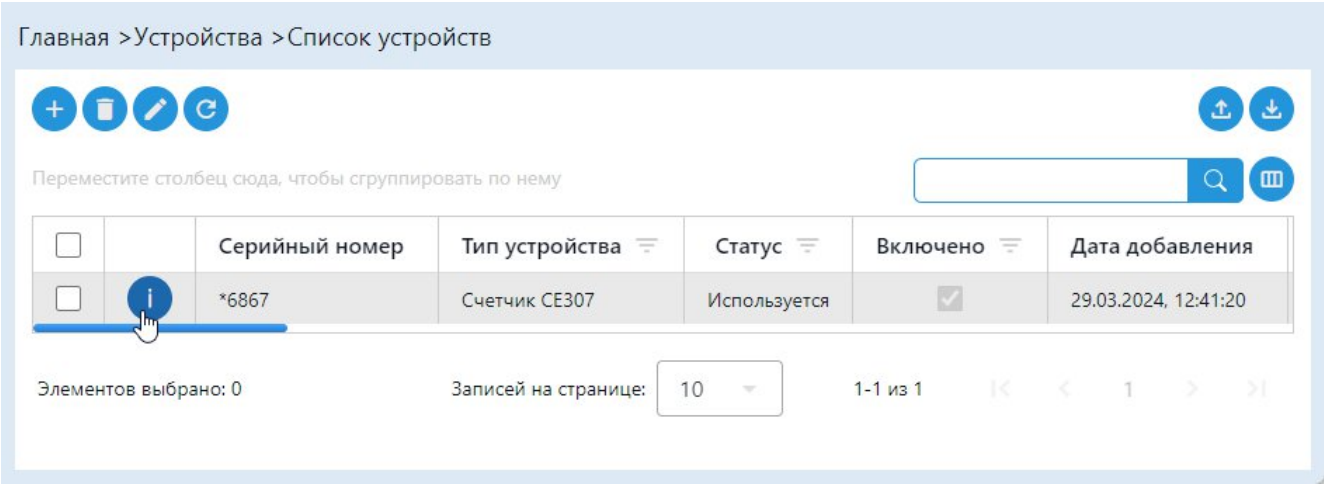 Главная >Устройства >Список устройств
Переместите столбец сюда, чтобы сгруппировать по нему
Серийный номер Тип устройства Статус Включено Дата добавления
i *6867 Счетчик CE307 Используется 29.03.2024, 12:41:20
Элементов выбрано: 0 Записей на странице: 10 1-1 из 1 |< < 1 > >|